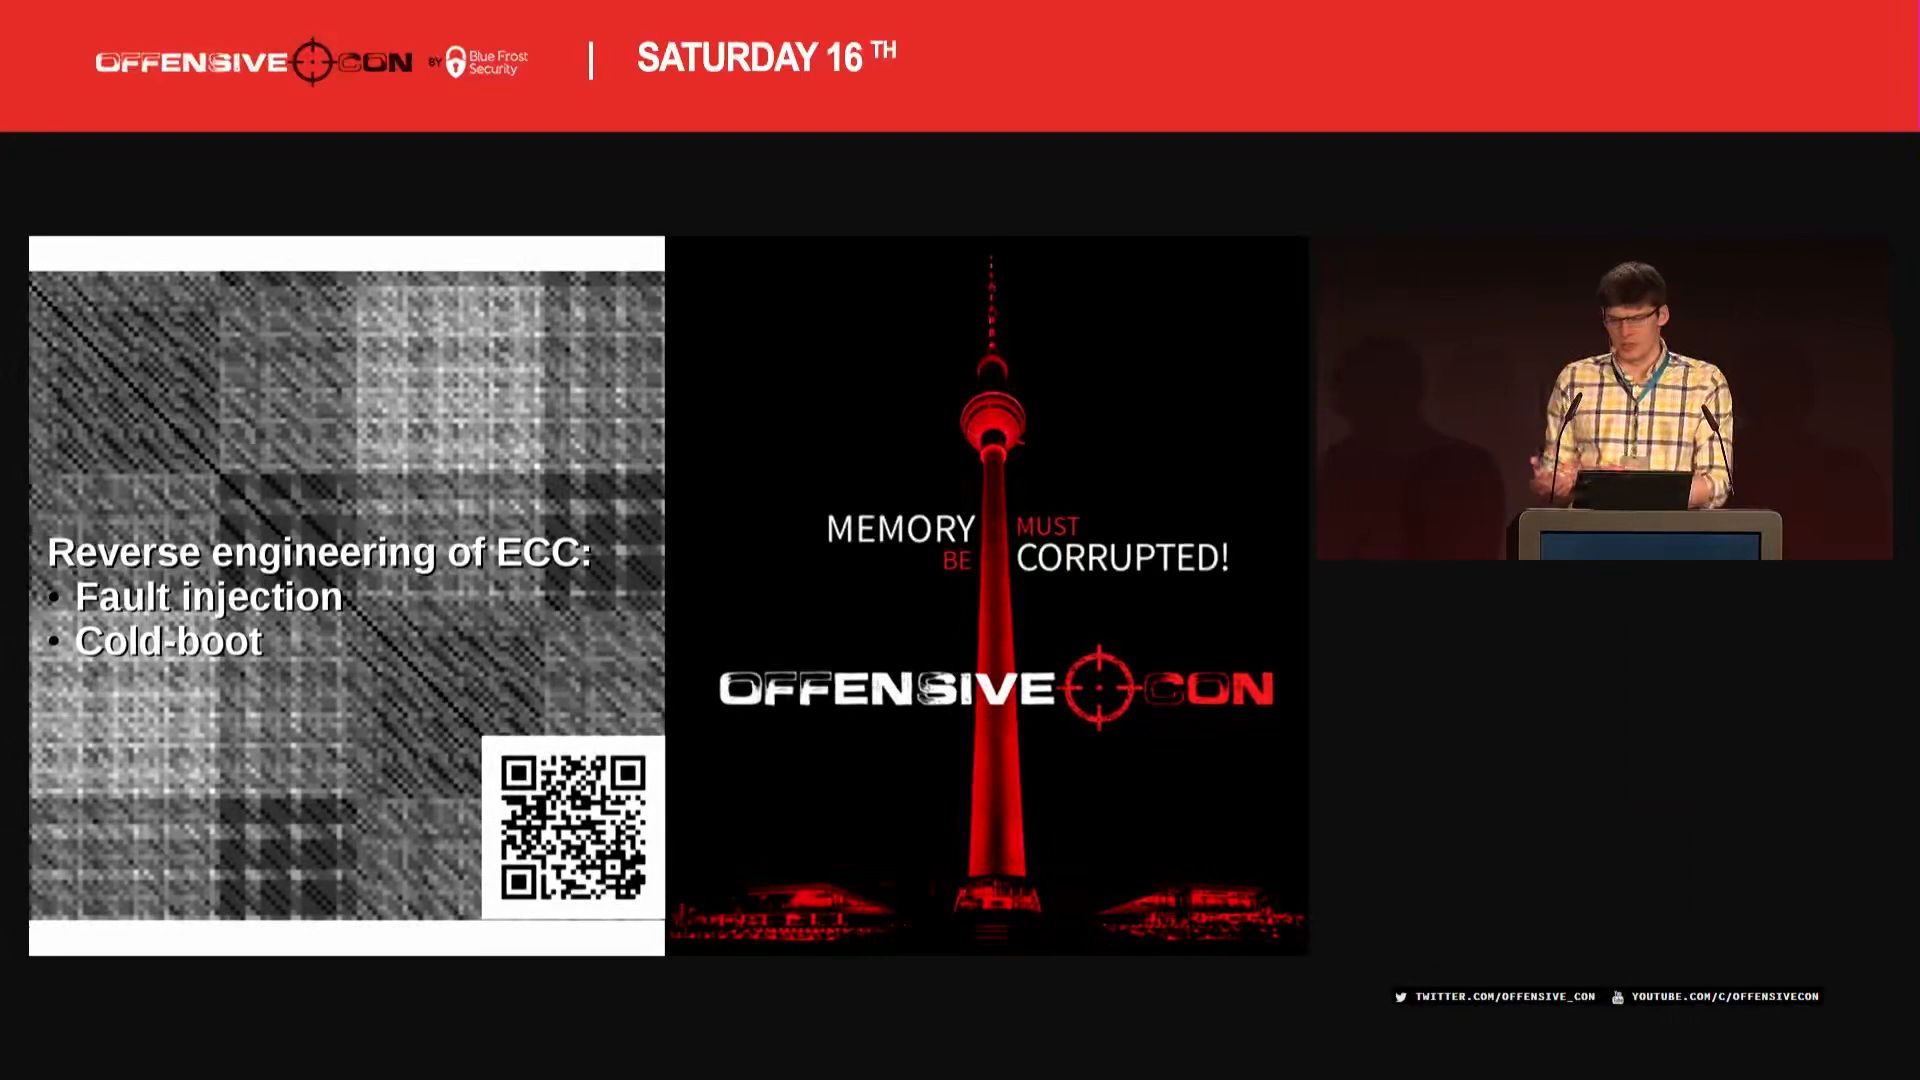 OFFENSIVE CON BY Blue Frost Security | SATURDAY 16 TH
Reverse engineering of ECC:
• Fault injection
• Cold-boot
MEMORY MUST
BE CORRUPTED!
OFFENSIVE CON
TWITTER.COM/OFFENSIVE_CON YOUTUBE.COM/C/OFFENSIVECON